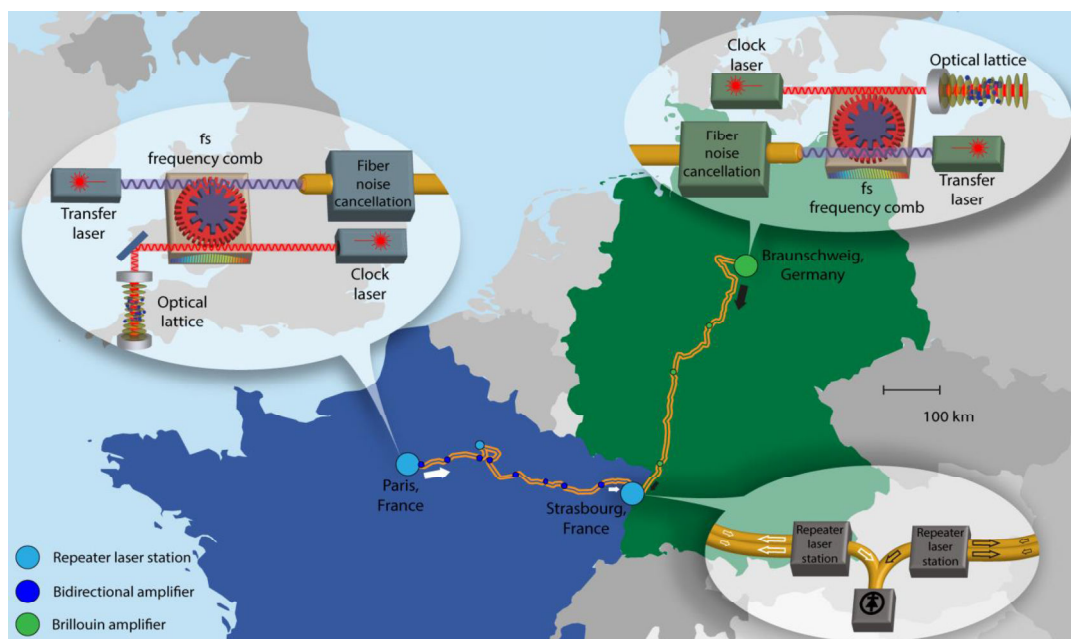 fs
frequency comb
Transfer
laser
Fiber
noise
cancellation
Clock
laser
Optical
lattice
Clock
laser
Optical lattice
Fiber
noise
cancellation
fs
frequency comb
Transfer
laser
Braunschweig,
Germany
100 km
Paris,
France
Strasbourg,
France
Repeater
laser
station
Repeater
laser
station
Repeater laser station
Bidirectional amplifier
Brillouin amplifier